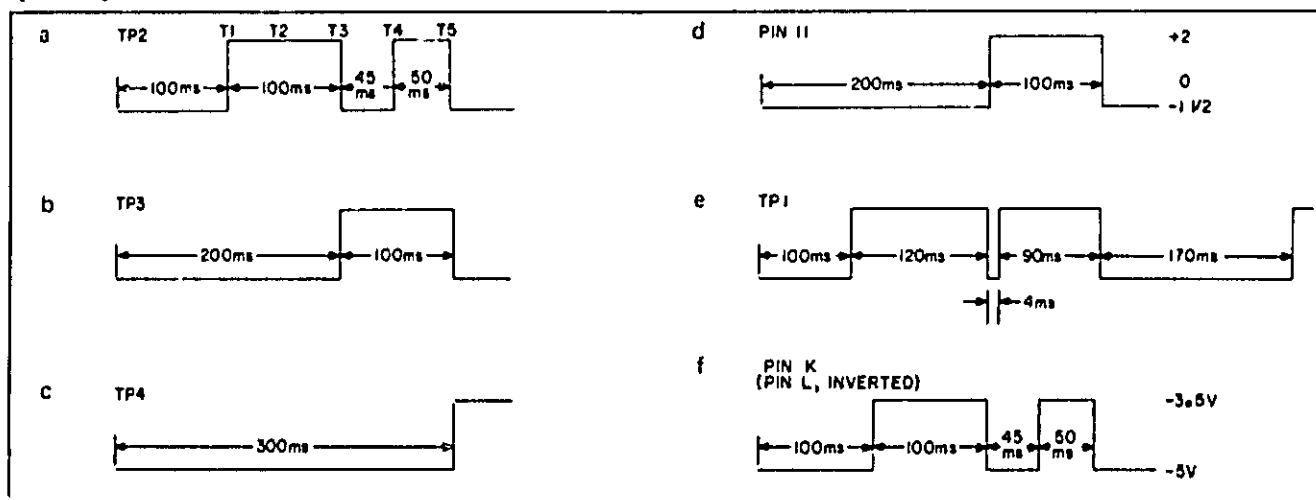 a TP2 T1 T2 T3 T4 T5
100ms 100ms 45 ms 50 ms
b TP3
200ms 100ms
c TP4
300ms
d PIN 11 +2
0
200ms 100ms
-1 1/2
e TP1
100ms 120ms 90ms 170ms
4ms
f PIN K
(PIN L, INVERTED)
-3.5V
100ms 100ms 45 ms 50 ms
-5V